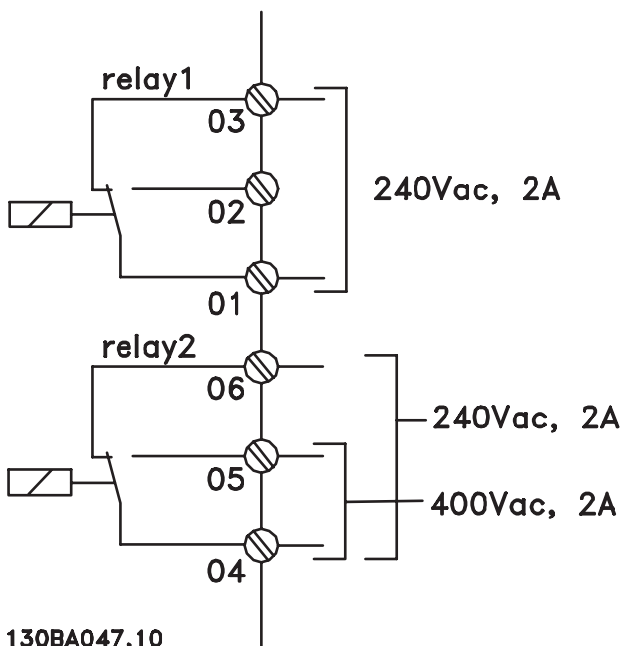 relay1
03
02
240Vac, 2A
01
relay2
06
240Vac, 2A
05
400Vac, 2A
04
130BA047.10